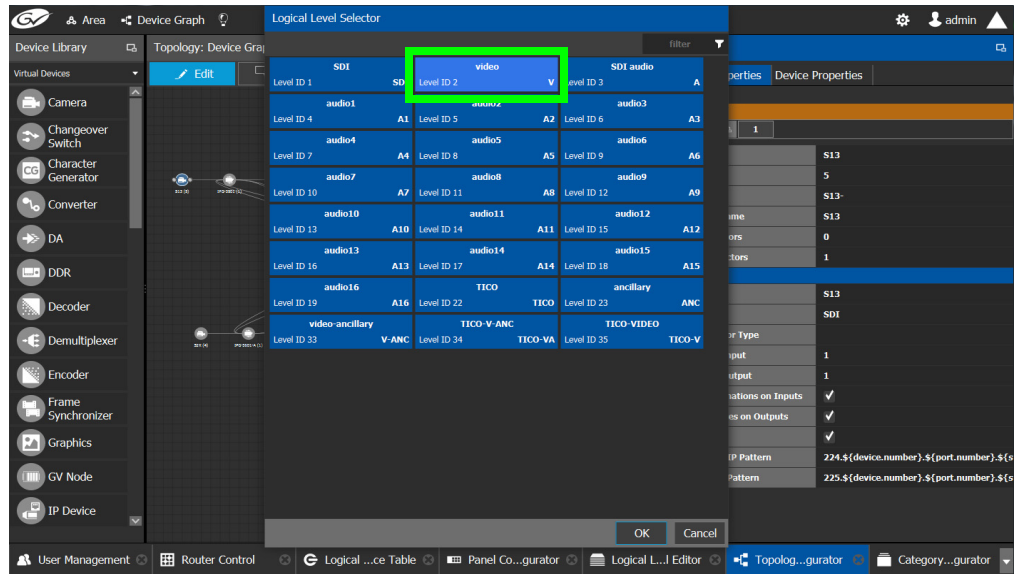 GV Area Device Graph admin
Device Library
Topology: Device Gra
Logical Level Selector
Virtual Devices
Edit
filter
perties Device Properties
Camera
Changeover Switch
Character Generator
CG
Converter
DA
DDR
Decoder
Demultiplexer
Encoder
Frame Synchronizer
Graphics
GV Node
IP Device
S13 (5)
SDI
Level ID 1 SD
video
Level ID 2 V
SDI audio
evel ID 3 A
audio1
Level ID 4 A1
audio2
Level ID 5 A2
audio3
Level ID 6 A3
audio4
Level ID 7 A4
audio5
Level ID 8 A5
audio6
Level ID 9 A6
audio7
Level ID 10 A7
audio8
Level ID 11 A8
audio9
Level ID 12 A9
audio10
Level ID 13 A10
audio11
Level ID 14 A11
audio12
Level ID 15 A12
audio13
Level ID 16 A13
audio14
Level ID 17 A14
audio15
Level ID 18 A15
audio16
Level ID 19 A16
TICO
Level ID 22 TICO
ancillary
Level ID 23 ANC
video-ancillary
Level ID 33 V-ANC
TICO-V-ANC
Level ID 34 TICO-VA
TICO-VIDEO
Level ID 35 TICO-V
OK Cancel
1
S13
5
S13-
ame S13
ors 0
ctors 1
S13
SDI
or Type
nput 1
utput 1
nations on Inputs
es on Outputs
IP Pattern 224.${device.number}.${port.number}.${s
Pattern 225.${device.number}.${port.number}.${s
User Management
Router Control
Logical ...ce Table
Panel Co...gurator
Logical L...l Editor
Topolog...gurator
Category...gurator